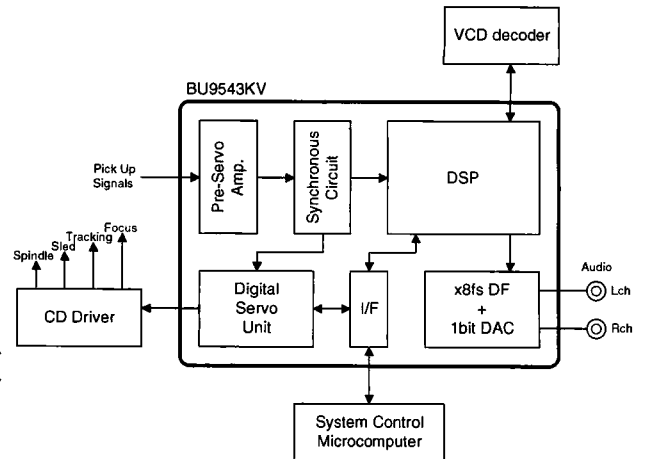 VCD decoder
BU9543KV
Pick Up
Signals
Pre-Servo
Amp.
Synchronous
Circuit
DSP
Spindle
Sled
Tracking
Focus
CD Driver
Digital
Servo
Unit
I/F
x8fs DF
+
1bit DAC
Audio
Lch
Rch
System Control
Microcomputer